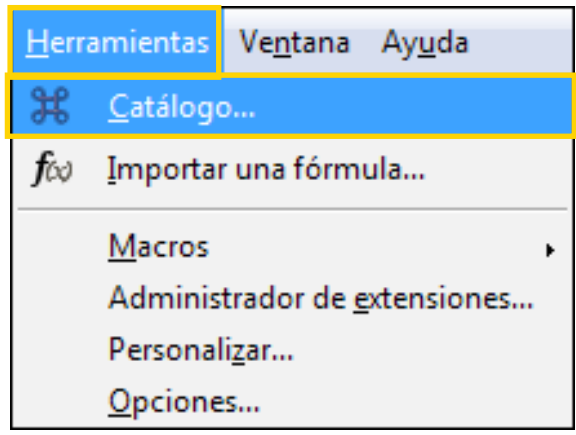 Herramientas Ventana Ayuda
Catálogo...
f(x) Importar una fórmula...
Macros
Administrador de extensiones...
Personalizar...
Opciones...